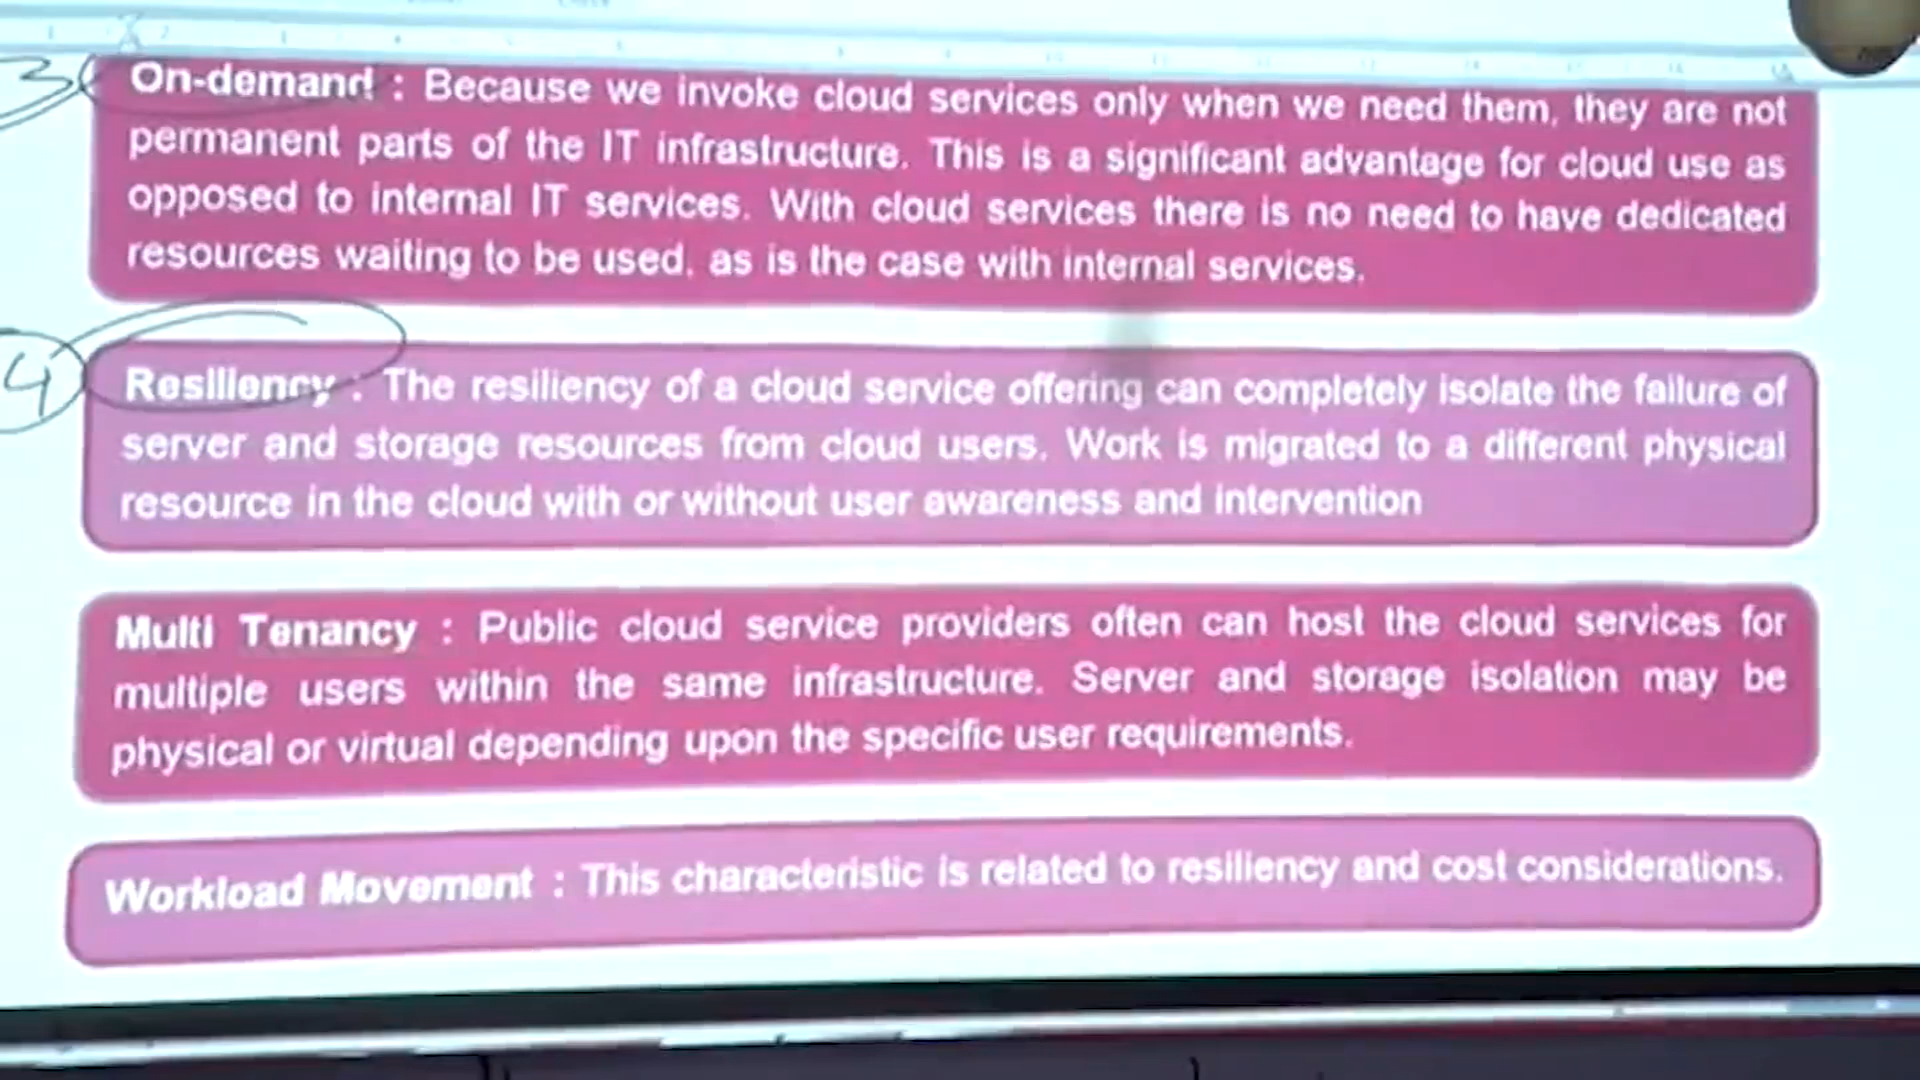 3
On-demand : Because we invoke cloud services only when we need them, they are not
permanent parts of the IT infrastructure. This is a significant advantage for cloud use as
opposed to internal IT services. With cloud services there is no need to have dedicated
resources waiting to be used, as is the case with internal services.
4
Resiliency : The resiliency of a cloud service offering can completely isolate the failure of
server and storage resources from cloud users. Work is migrated to a different physical
resource in the cloud with or without user awareness and intervention
Multi Tenancy : Public cloud service providers often can host the cloud services for
multiple users within the same infrastructure. Server and storage isolation may be
physical or virtual depending upon the specific user requirements.
Workload Movement : This characteristic is related to resiliency and cost considerations.